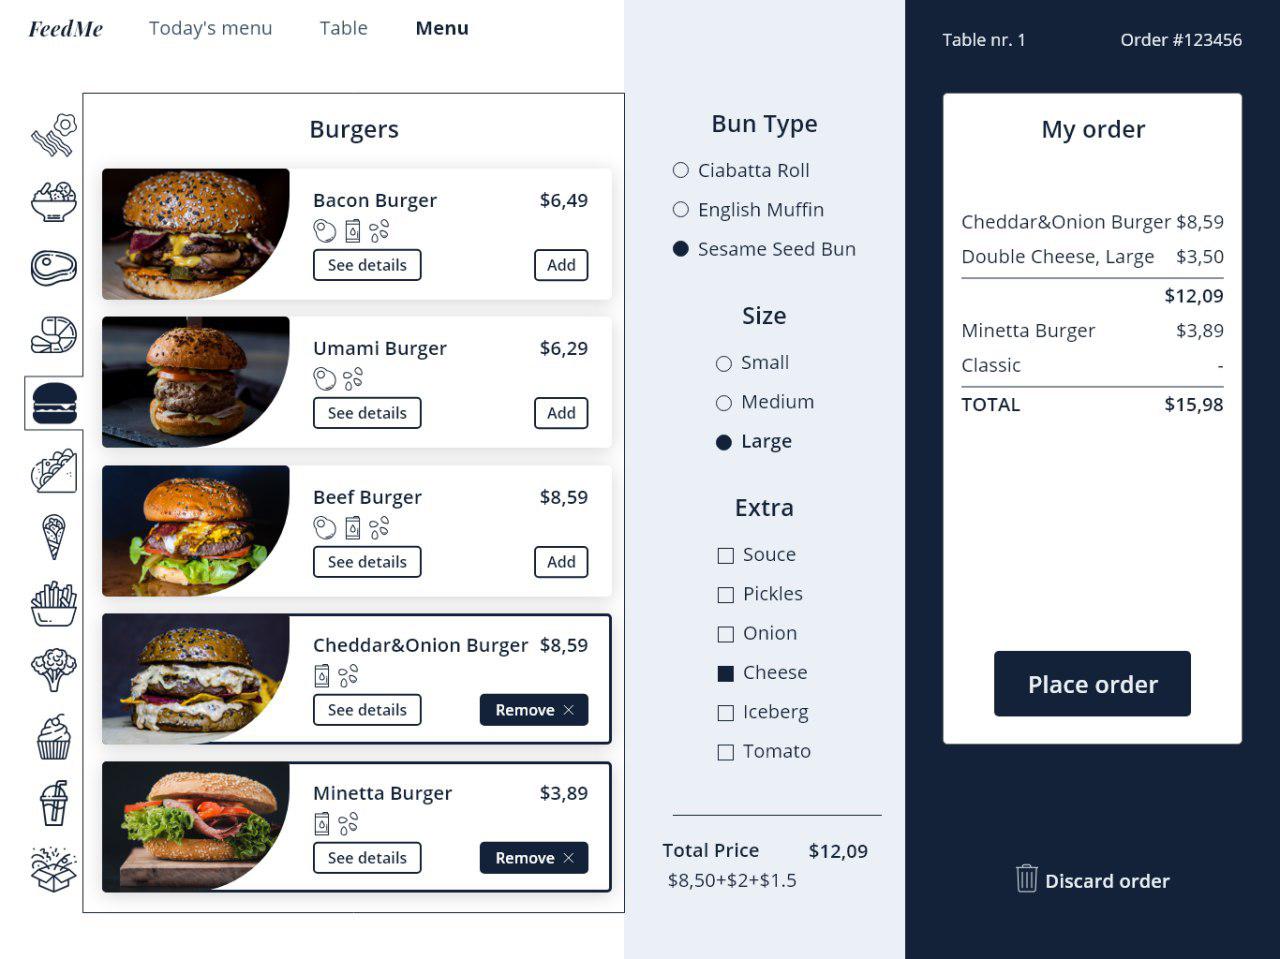 FeedMe
Today's menu
Table
Menu
Burgers
Bacon Burger $6,49
See details Add
Umami Burger $6,29
See details Add
Beef Burger $8,59
See details Add
Cheddar&Onion Burger $8,59
See details Remove
Minetta Burger $3,89
See details Remove
Bun Type
Ciabatta Roll
English Muffin
Sesame Seed Bun
Size
Small
Medium
Large
Extra
Souce
Pickles
Onion
Cheese
Iceberg
Tomato
Total Price $12,09
$8,50+$2+$1.5
Table nr. 1 Order #123456
My order
Cheddar&Onion Burger $8,59
Double Cheese, Large $3,50
$12,09
Minetta Burger $3,89
Classic -
TOTAL $15,98
Place order
Discard order